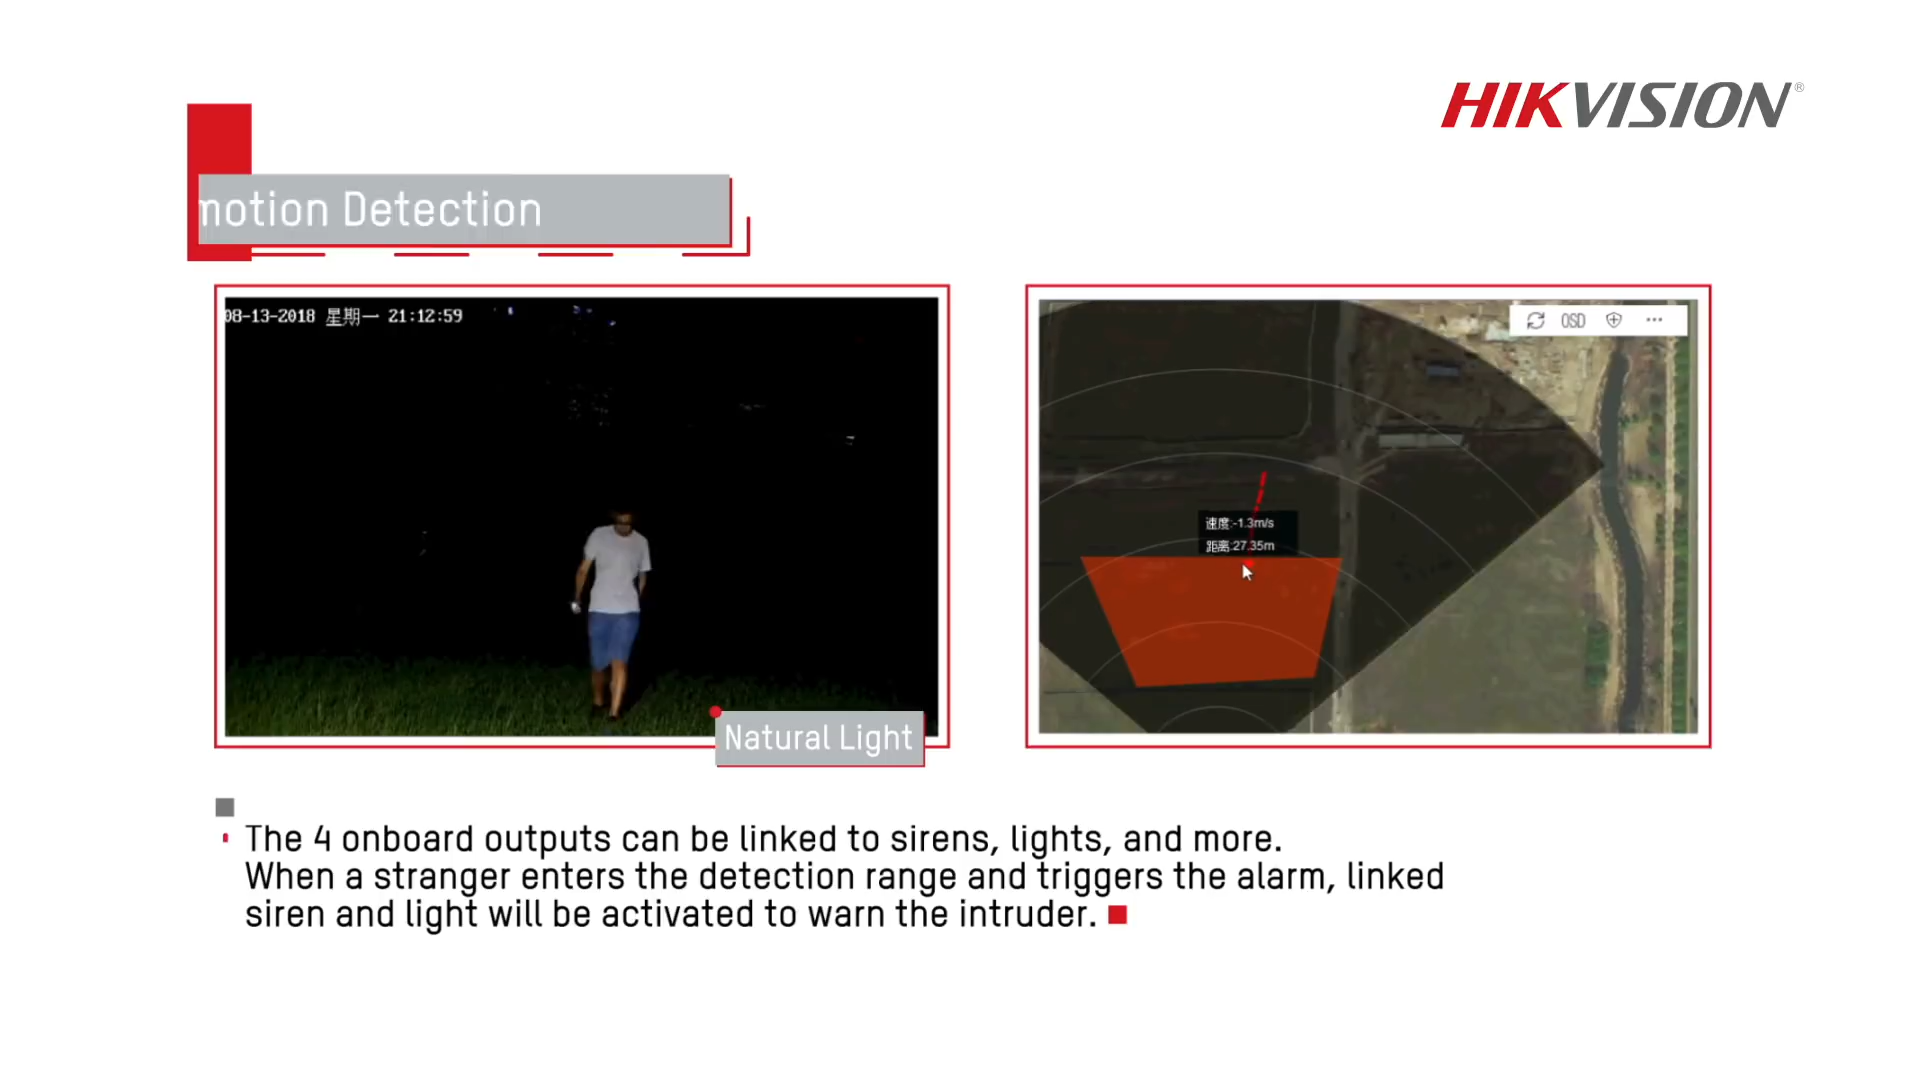 HIKVISION®
motion Detection
08-13-2018 星期一 21:12:59
OSD
速度:-1.3m/s
距离:27.35m
Natural Light
The 4 onboard outputs can be linked to sirens, lights, and more.
When a stranger enters the detection range and triggers the alarm, linked
siren and light will be activated to warn the intruder.